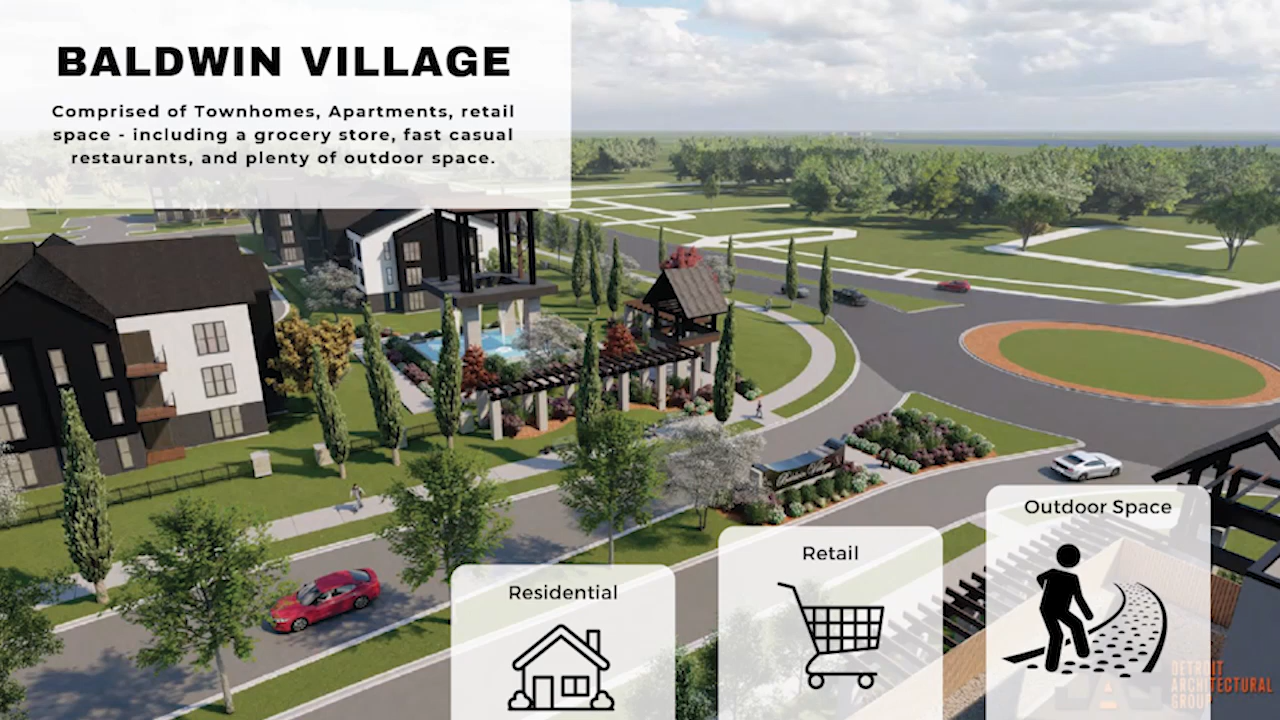 BALDWIN VILLAGE
Comprised of Townhomes, Apartments, retail
space - including a grocery store, fast casual
restaurants, and plenty of outdoor space.
Outdoor Space
Retail
Residential
DETROIT
ARCHITECTURAL
GROUP